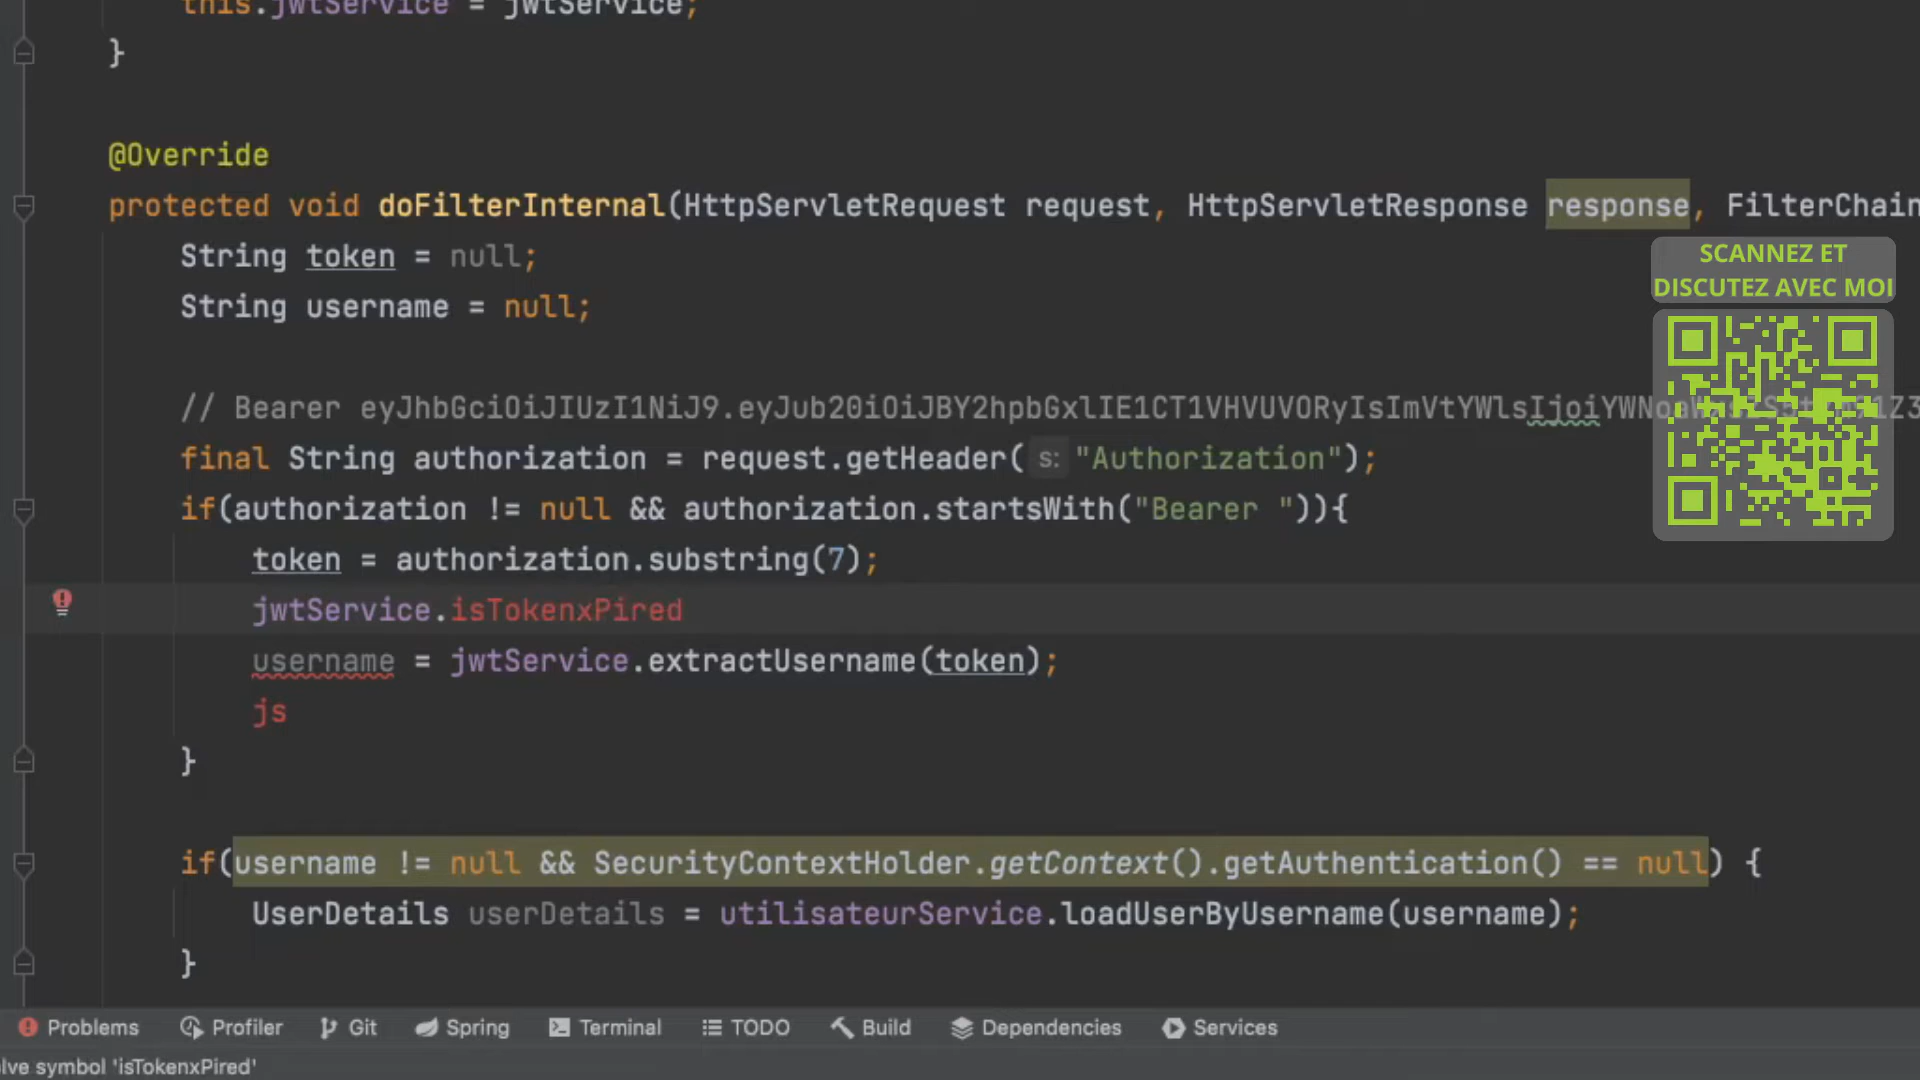 this.jwtService = jwtService;
}
@Override
protected void doFilterInternal(HttpServletRequest request, HttpServletResponse response, FilterChain
String token = null;
String username = null;
SCANNEZ ET
DISCUTEZ AVEC MOI
// Bearer eyJhbGciOiJIUzI1NiJ9.eyJub20iOiJBY2hpbGxlIE1CT1VHVUVORyIsImVtYWlsIjoiYWNoaWxsZS5t
final String authorization = request.getHeader( s: "Authorization");
if(authorization != null && authorization.startsWith("Bearer ")){
token = authorization.substring(7);
jwtService.isTokenxPired
username = jwtService.extractUsername(token);
js
}
if(username != null && SecurityContextHolder.getContext().getAuthentication() == null) {
UserDetails userDetails = utilisateurService.loadUserByUsername(username);
}
Problems Profiler Git Spring Terminal TODO Build Dependencies Services
lve symbol 'isTokenxPired'